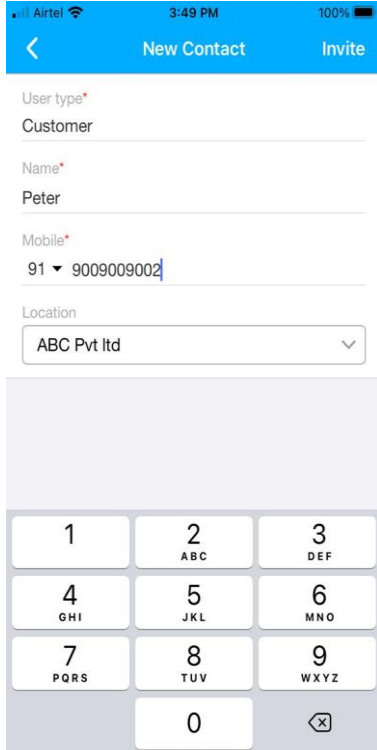 Airtel 3:49 PM 100%
New Contact Invite
User type*
Customer
Name*
Peter
Mobile*
91 9009009002
Location
ABC Pvt ltd
1 2 3
ABC DEF
4 5 6
GHI JKL MNO
7 8 9
PQRS TUV WXYZ
0